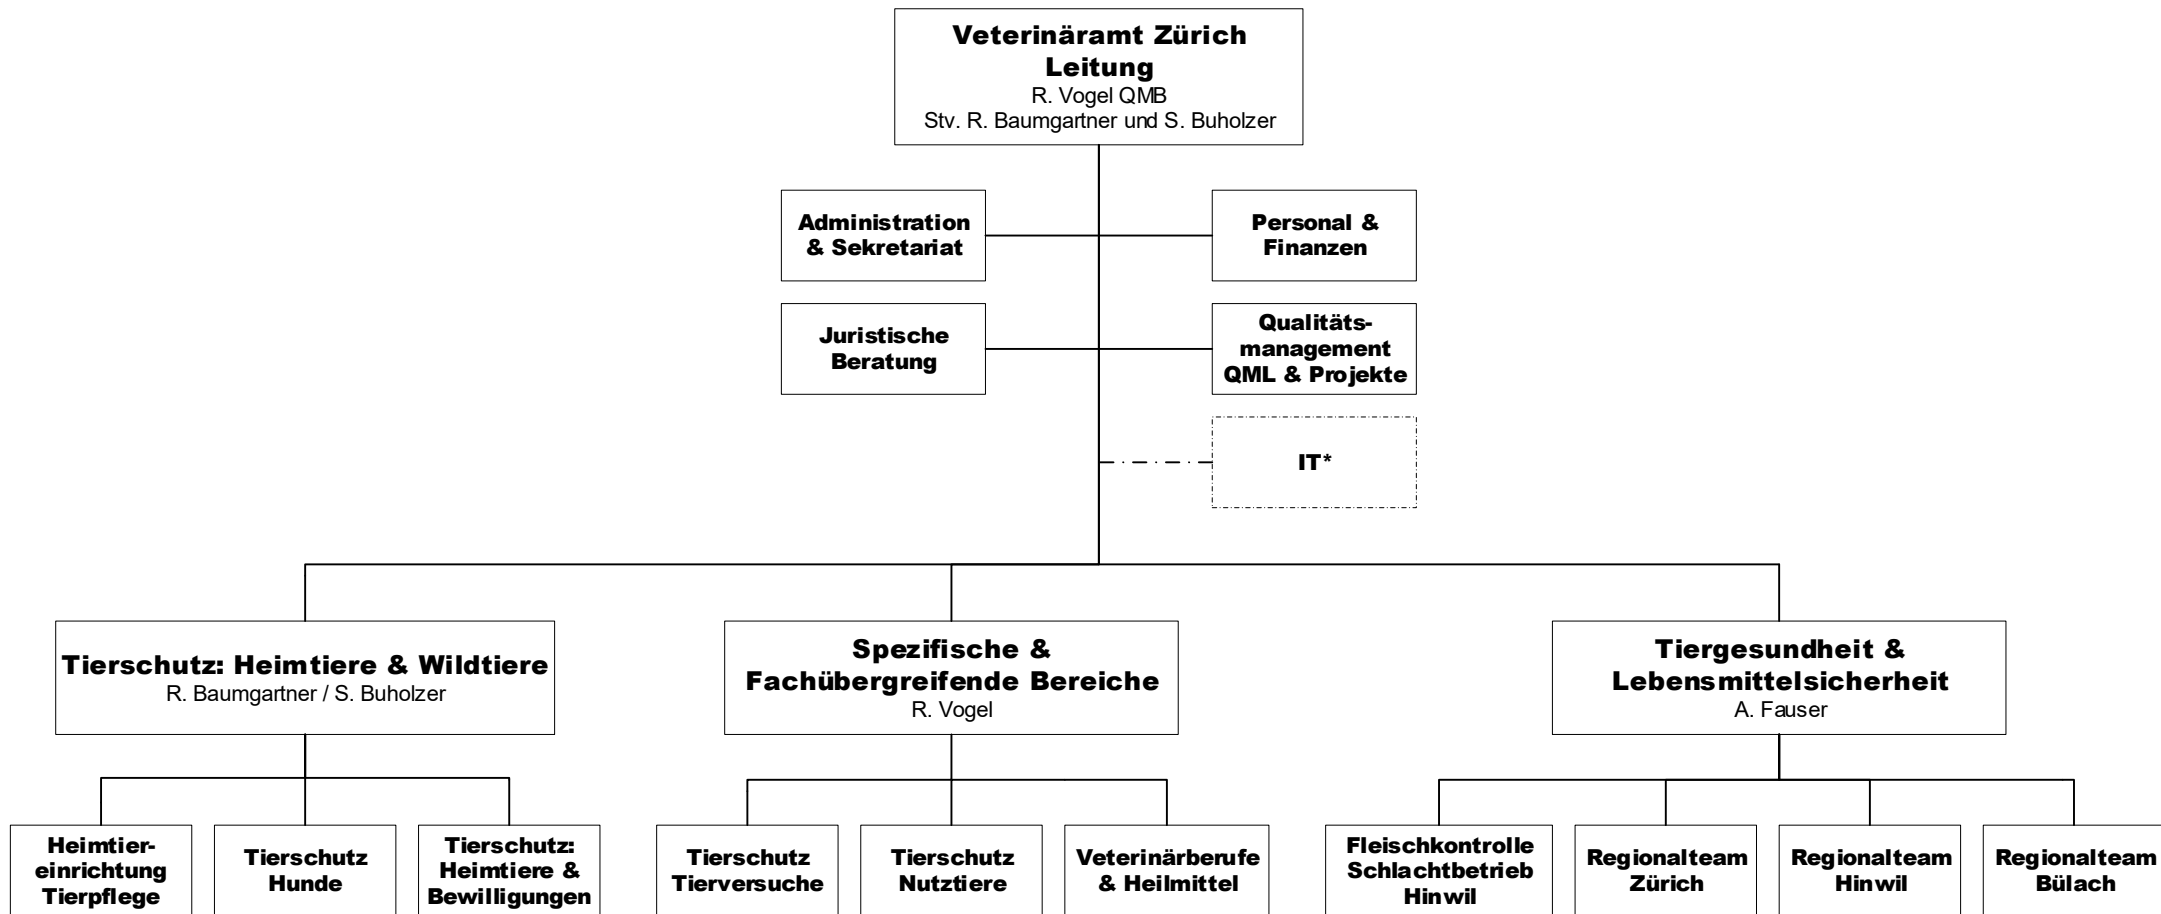 Veterinäramt Zürich
Leitung
R. Vogel QMB
Stv. R. Baumgartner und S. Buholzer
Administration
& Sekretariat
Personal &
Finanzen
Juristische
Beratung
Qualitäts-
management
QML & Projekte
IT*
Tierschutz: Heimtiere & Wildtiere
R. Baumgartner / S. Buholzer
Spezifische &
Fachübergreifende Bereiche
R. Vogel
Tiergesundheit &
Lebensmittelsicherheit
A. Fauser
Heimtier-
einrichtung
Tierpflege
Tierschutz
Hunde
Tierschutz:
Heimtiere &
Bewilligungen
Tierschutz
Tierversuche
Tierschutz
Nutztiere
Veterinärberufe
& Heilmittel
Fleischkontrolle
Schlachtbetrieb
Hinwil
Regionalteam
Zürich
Regionalteam
Hinwil
Regionalteam
Bülach